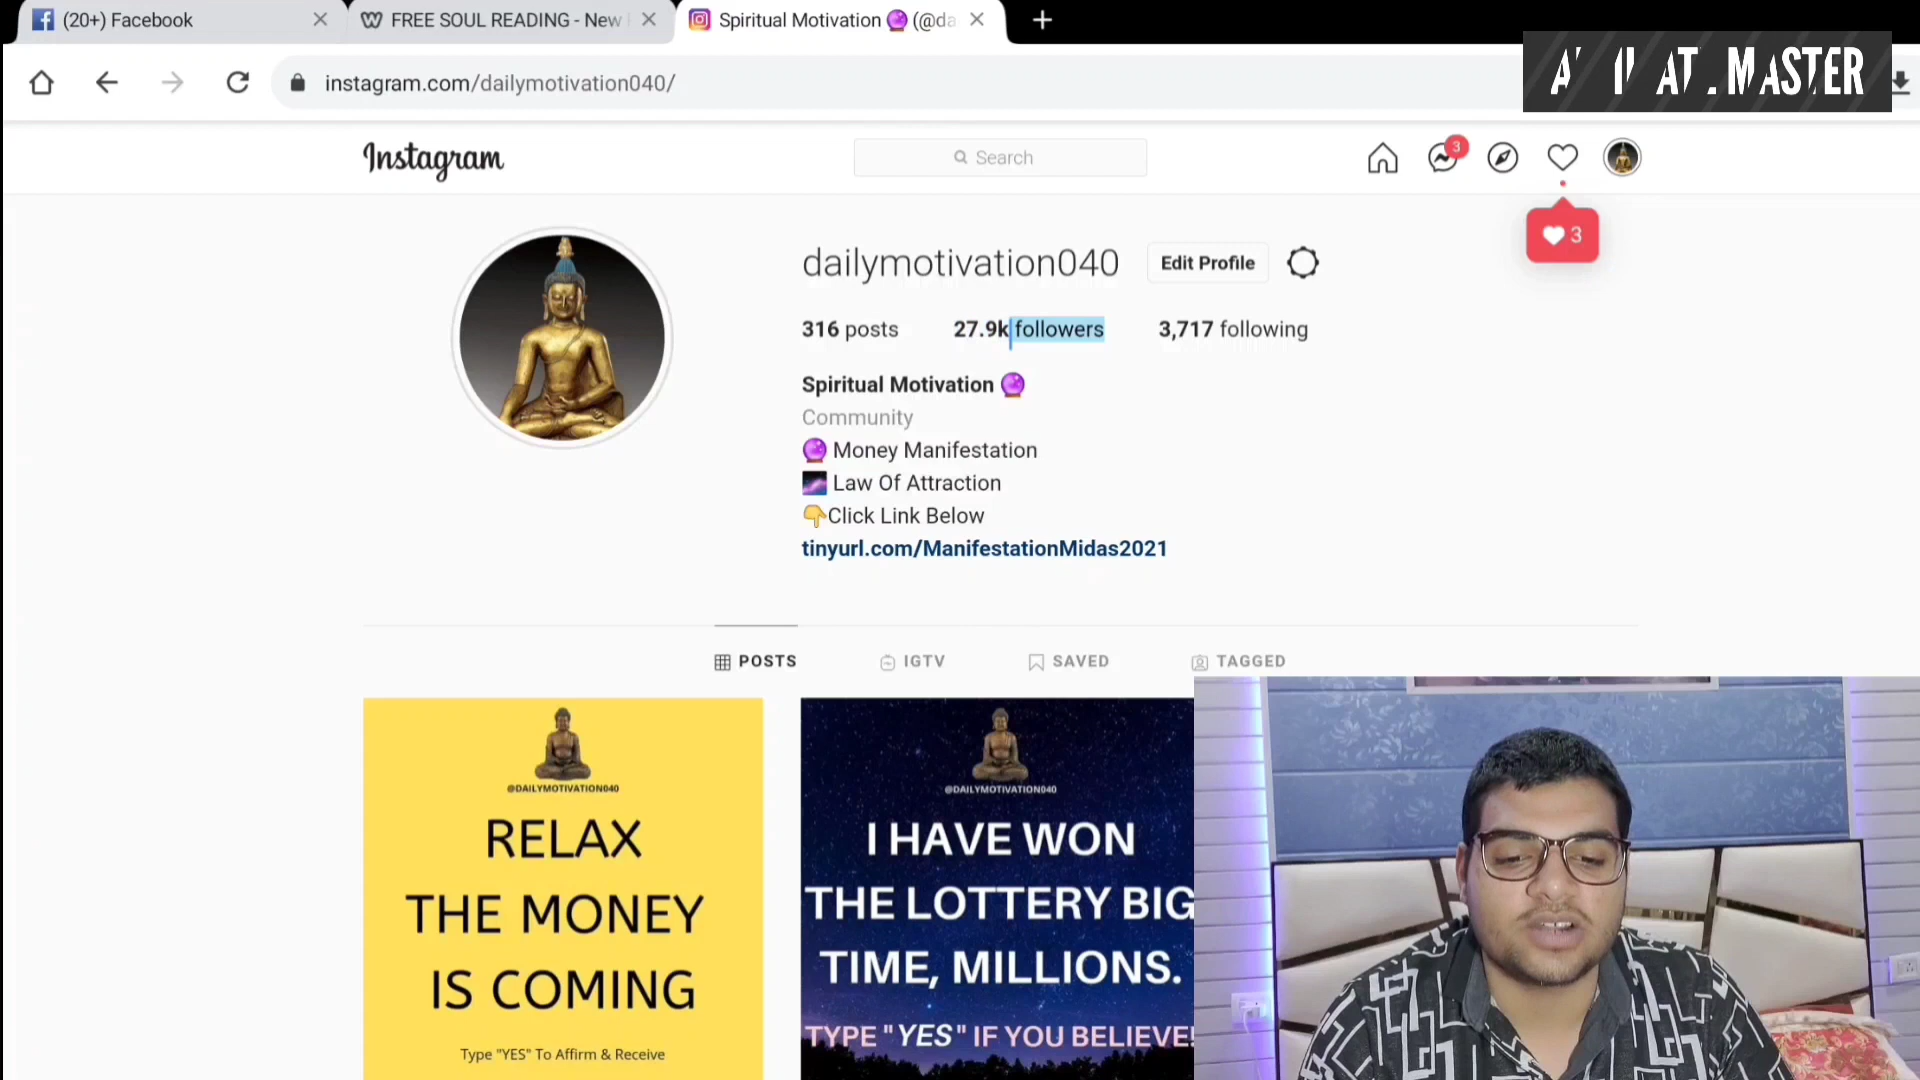 (20+) Facebook
FREE SOUL READING - New
Spiritual Motivation 🔮 (@da
instagram.com/dailymotivation040/
MASTER
Instagram
Search
3
3
dailymotivation040
Edit Profile
316 posts 27.9k followers 3,717 following
Spiritual Motivation 🔮
Community
🔮 Money Manifestation
🌌 Law Of Attraction
👇Click Link Below
tinyurl.com/ManifestationMidas2021
POSTS IGTV SAVED TAGGED
@DAILYMOTIVATION040
RELAX
THE MONEY
IS COMING
Type "YES" To Affirm & Receive
@DAILYMOTIVATION040
I HAVE WON
THE LOTTERY BIG
TIME, MILLIONS.
TYPE "YES" IF YOU BELIEVE!